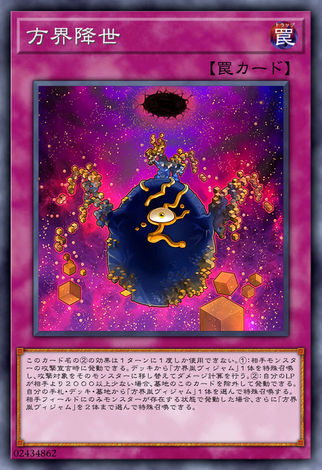 方界降世
トラップ
罠
【罠カード】
このカード名の②の効果は1ターンに1度しか使用できない。①：相手モンスター
の攻撃宣言時に発動できる。デッキから「方界胤ヴィジャム」1体を特殊召喚
し、攻撃対象をそのモンスターに移し替えてダメージ計算を行う。②：自分のLP
が相手より2000以上少ない場合、墓地のこのカードを除外して発動できる。
自分の手札・デッキ・墓地から「方界胤ヴィジャム」1体を選んで特殊召喚する。
相手フィールドにのみモンスターが存在する状態で発動した場合、さらに「方界
胤ヴィジャム」を2体まで選んで特殊召喚できる。
02434862